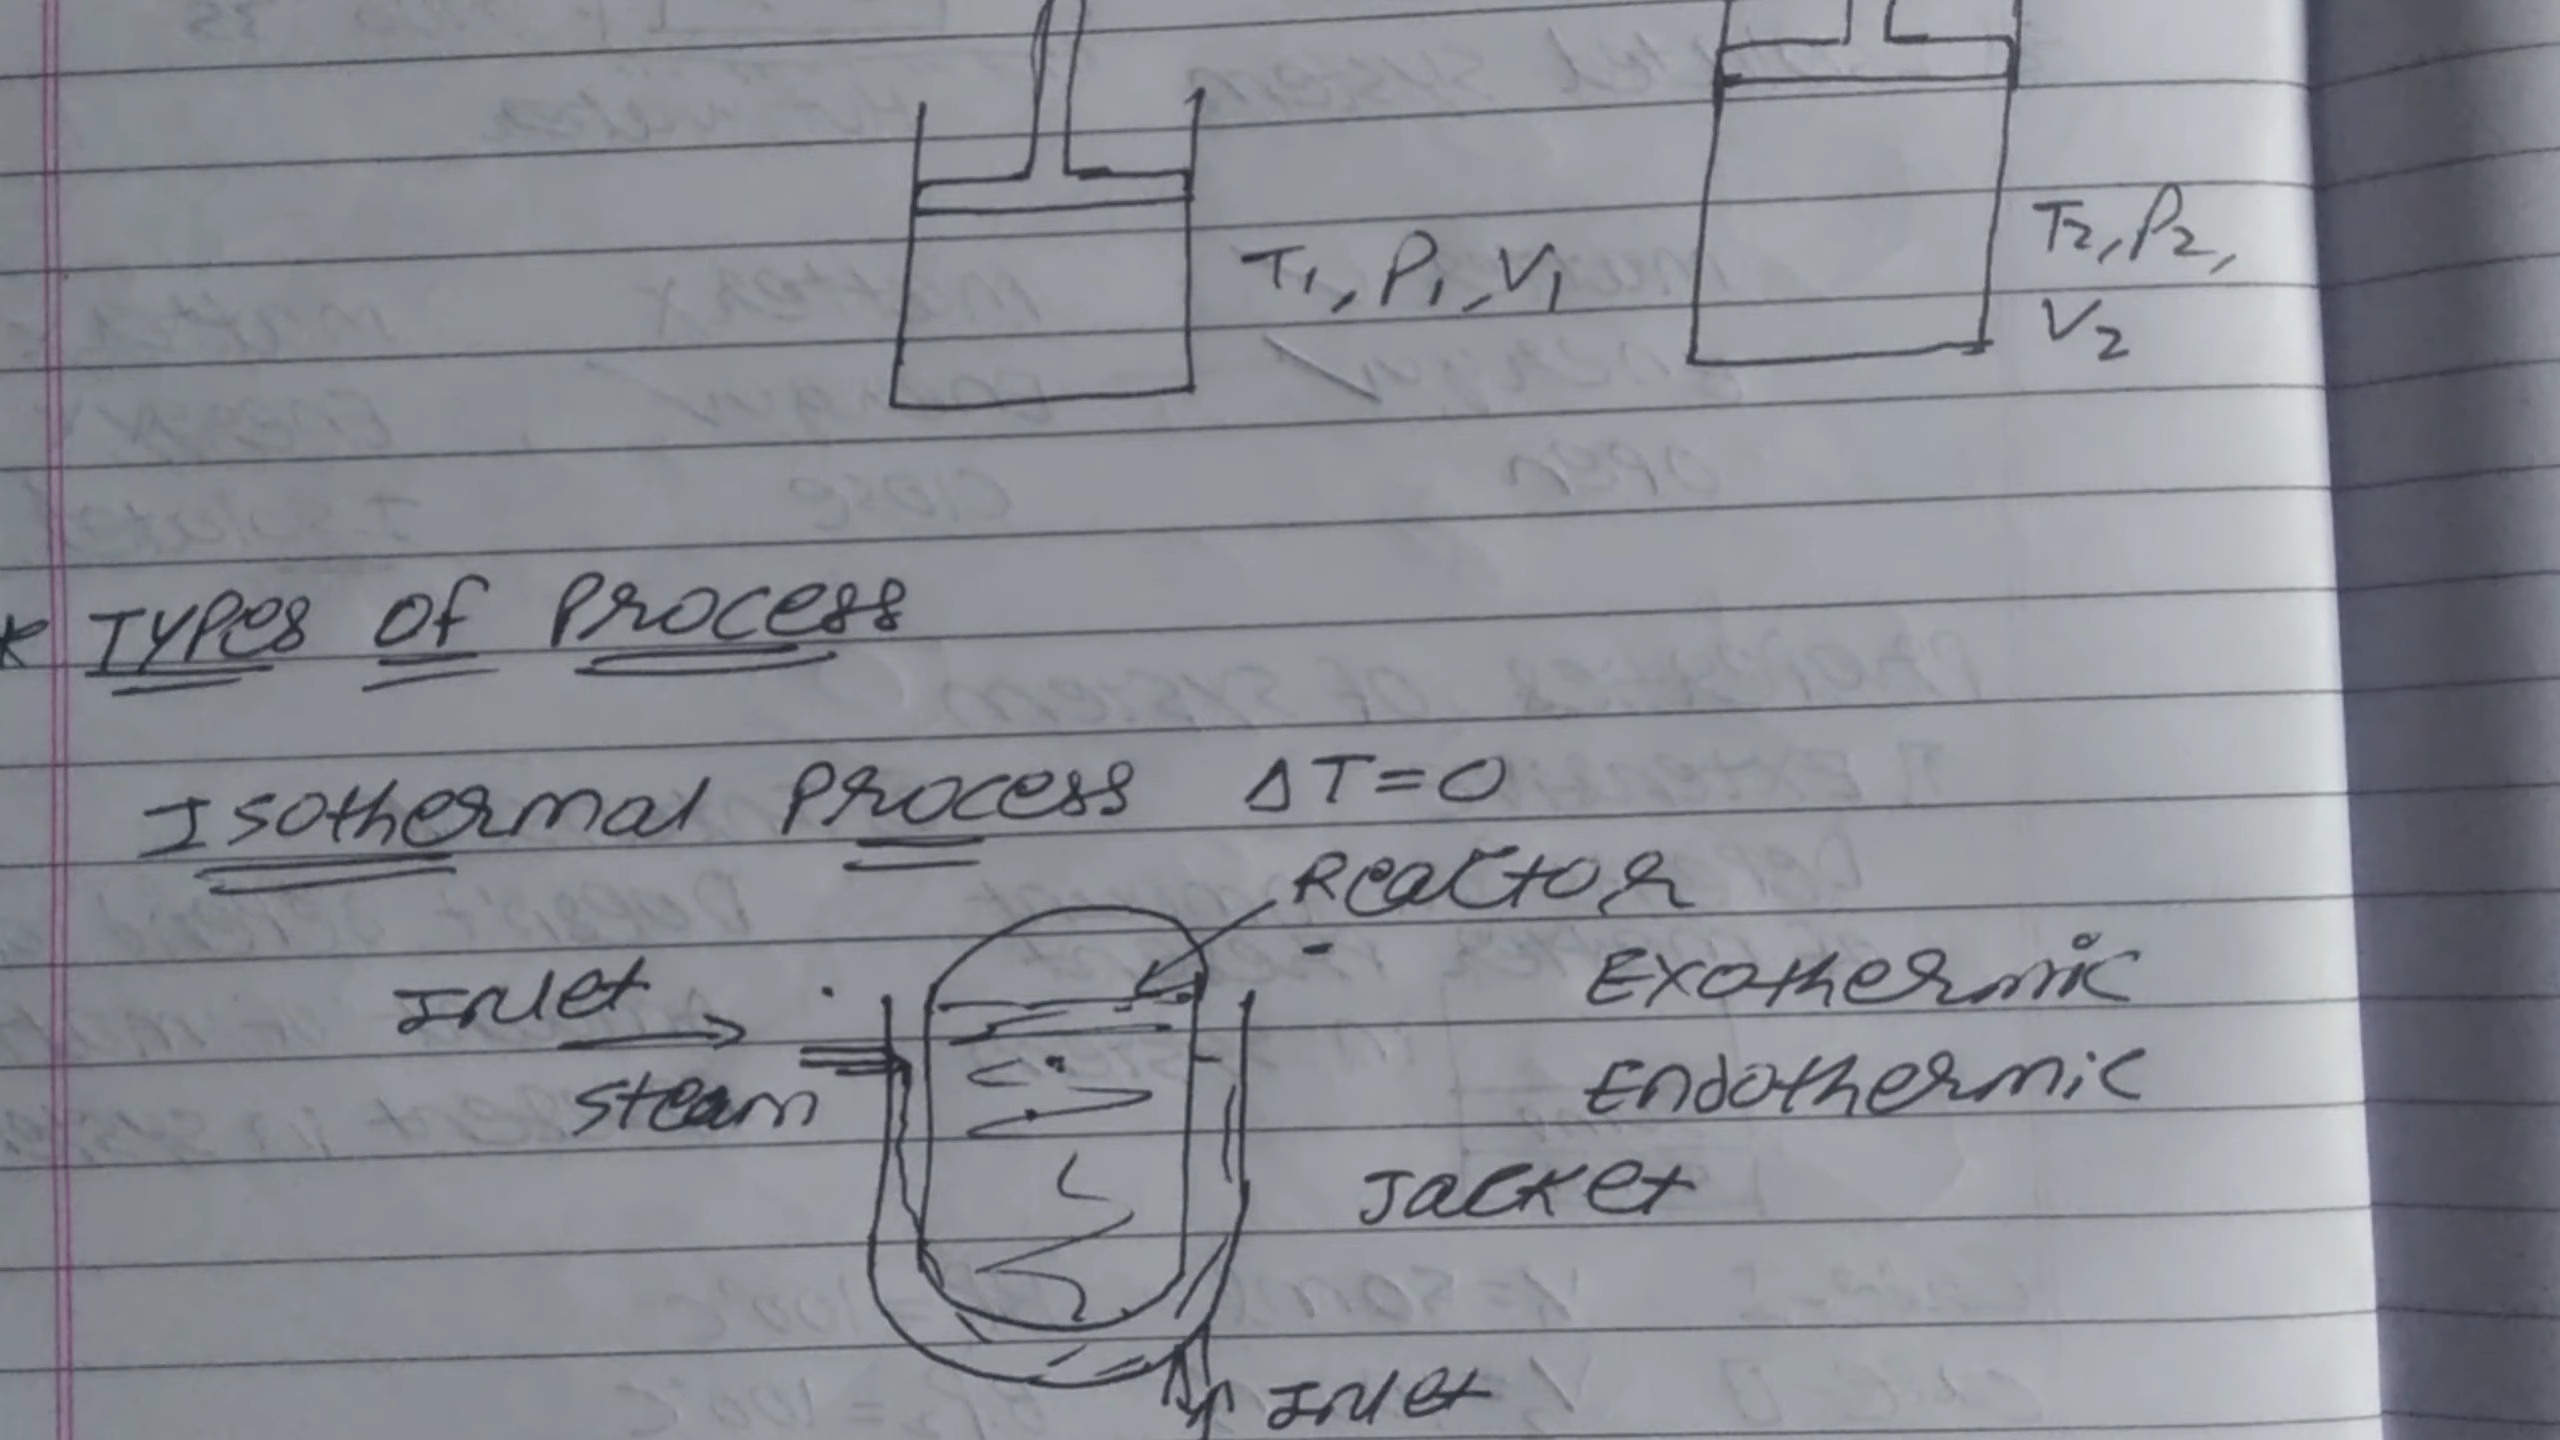 T1, P1, V1
T2, P2,
V2
* Types of Process
Isothermal Process ΔT=0
Reactor
Inlet
steam
Exothermic
Endothermic
Jacket
Inlet